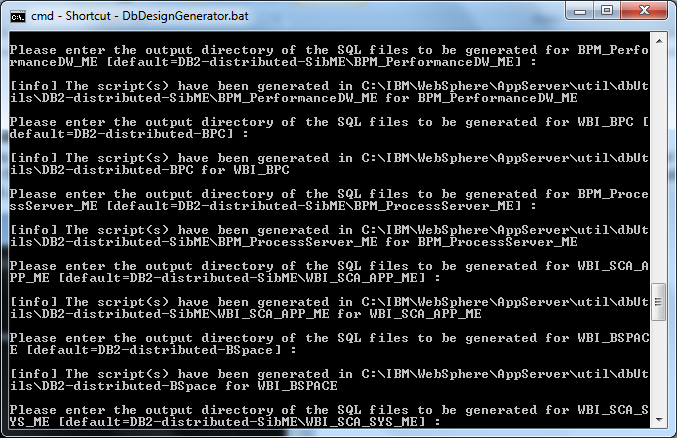 cmd - Shortcut - DbDesignGenerator.bat
Please enter the output directory of the SQL files to be generated for BPM_Perfo
rmanceDW_ME [default=DB2-distributed-SibME\BPM_PerformanceDW_ME] :
[info] The script(s) have been generated in C:\IBM\WebSphere\AppServer\util\dbUt
ils\DB2-distributed-SibME\BPM_PerformanceDW_ME for BPM_PerformanceDW_ME
Please enter the output directory of the SQL files to be generated for WBI_BPC [
default=DB2-distributed-BPC] :
[info] The script(s) have been generated in C:\IBM\WebSphere\AppServer\util\dbUt
ils\DB2-distributed-BPC for WBI_BPC
Please enter the output directory of the SQL files to be generated for BPM_Proce
ssServer_ME [default=DB2-distributed-SibME\BPM_ProcessServer_ME] :
[info] The script(s) have been generated in C:\IBM\WebSphere\AppServer\util\dbUt
ils\DB2-distributed-SibME\BPM_ProcessServer_ME for BPM_ProcessServer_ME
Please enter the output directory of the SQL files to be generated for WBI_SCA_A
PP_ME [default=DB2-distributed-SibME\WBI_SCA_APP_ME] :
[info] The script(s) have been generated in C:\IBM\WebSphere\AppServer\util\dbUt
ils\DB2-distributed-SibME\WBI_SCA_APP_ME for WBI_SCA_APP_ME
Please enter the output directory of the SQL files to be generated for WBI_BSPAC
E [default=DB2-distributed-BSpace] :
[info] The script(s) have been generated in C:\IBM\WebSphere\AppServer\util\dbUt
ils\DB2-distributed-BSpace for WBI_BSPACE
Please enter the output directory of the SQL files to be generated for WBI_SCA_S
YS_ME [default=DB2-distributed-SibME\WBI_SCA_SYS_ME] :